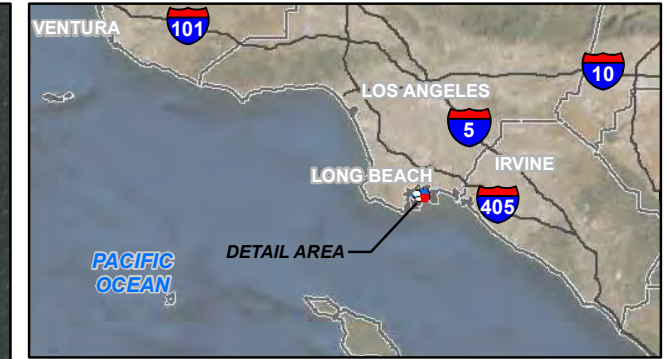 VENTURA
101
10
LOS ANGELES
5
IRVINE
LONG BEACH
405
DETAIL AREA
PACIFIC
OCEAN